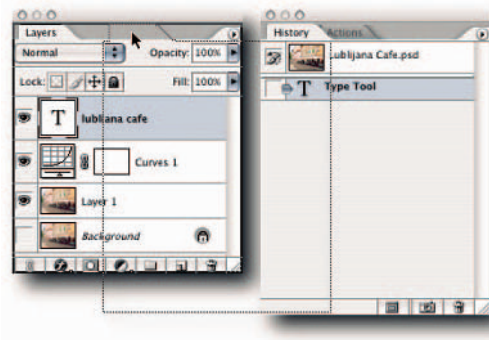 Layers
Normal Opacity: 100%
Lock: Fill: 100%
T lubliana cafe
Curves 1
Layer 1
Background
History Actions
Lublijana Cafe.psd
T Type Tool